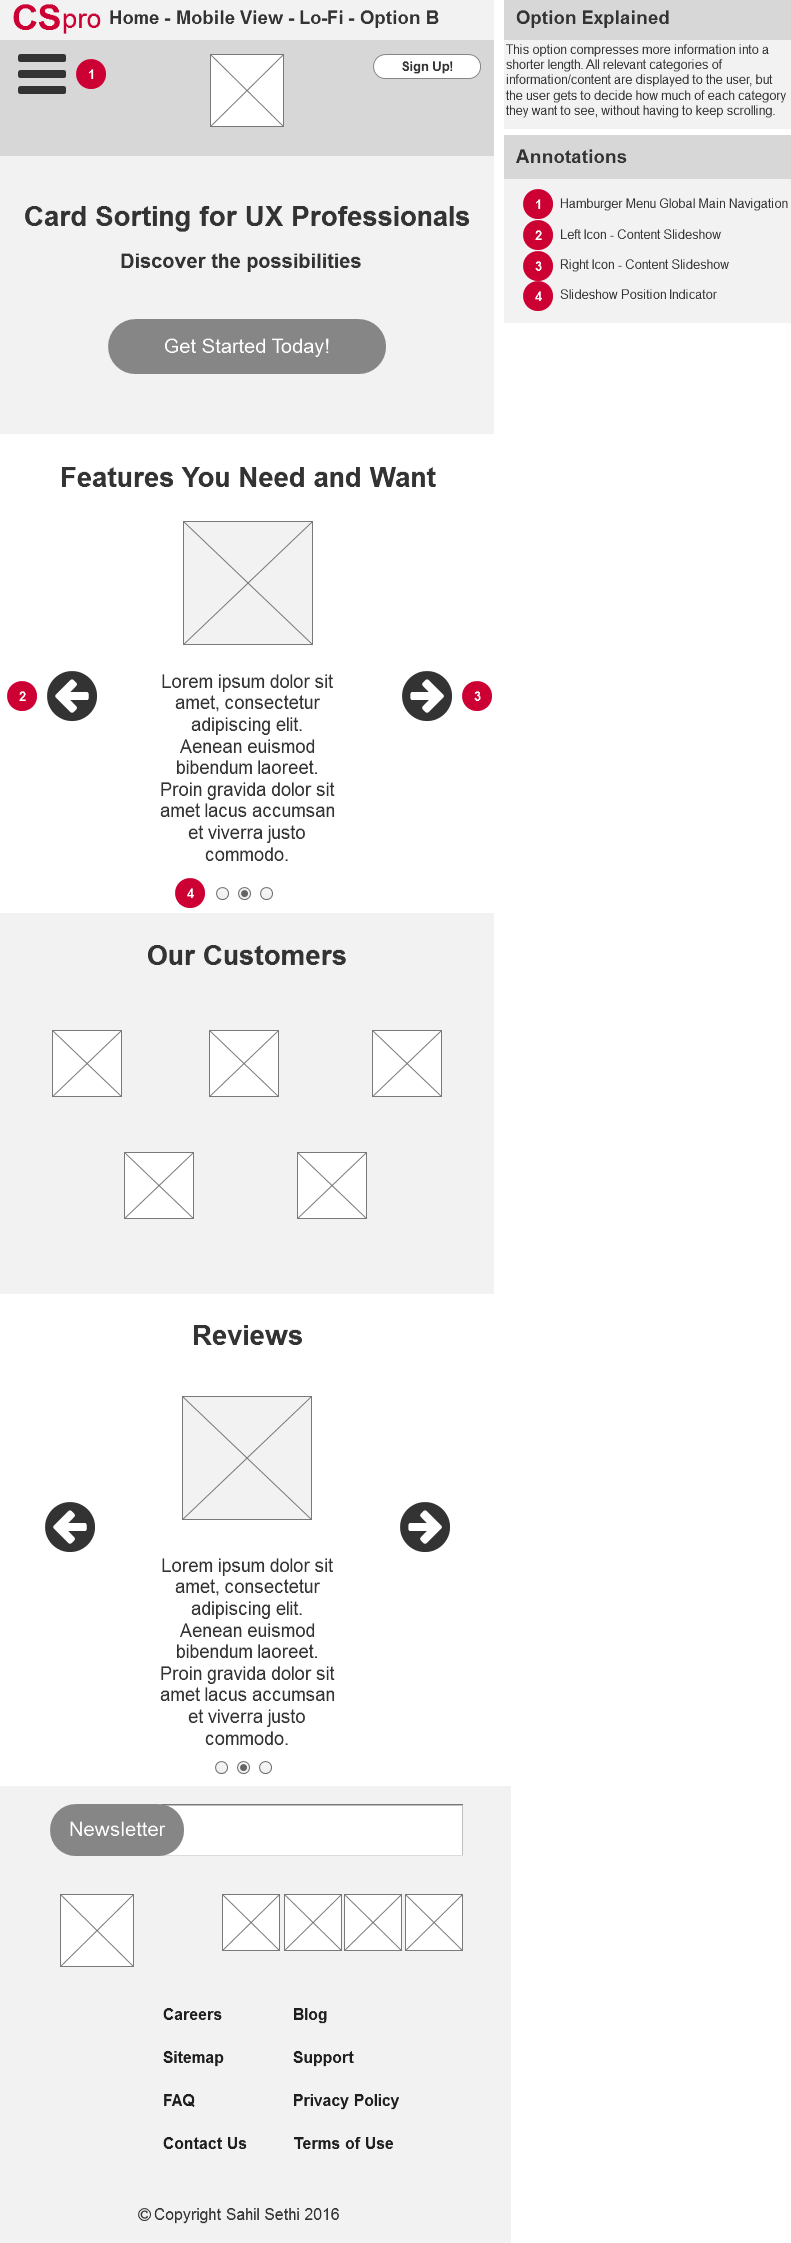 CSpro Home - Mobile View - Lo-Fi - Option B
1
Sign Up!
Card Sorting for UX Professionals
Discover the possibilities
Get Started Today!
Features You Need and Want
2
3
Lorem ipsum dolor sit
amet, consectetur
adipiscing elit.
Aenean euismod
bibendum laoreet.
Proin gravida dolor sit
amet lacus accumsan
et viverra justo
commodo.
4
Our Customers
Reviews
Lorem ipsum dolor sit
amet, consectetur
adipiscing elit.
Aenean euismod
bibendum laoreet.
Proin gravida dolor sit
amet lacus accumsan
et viverra justo
commodo.
Newsletter
Careers Blog
Sitemap Support
FAQ Privacy Policy
Contact Us Terms of Use
© Copyright Sahil Sethi 2016
Option Explained
This option compresses more information into a
shorter length. All relevant categories of
information/content are displayed to the user, but
the user gets to decide how much of each category
they want to see, without having to keep scrolling.
Annotations
1 Hamburger Menu Global Main Navigation
2 Left Icon - Content Slideshow
3 Right Icon - Content Slideshow
4 Slideshow Position Indicator